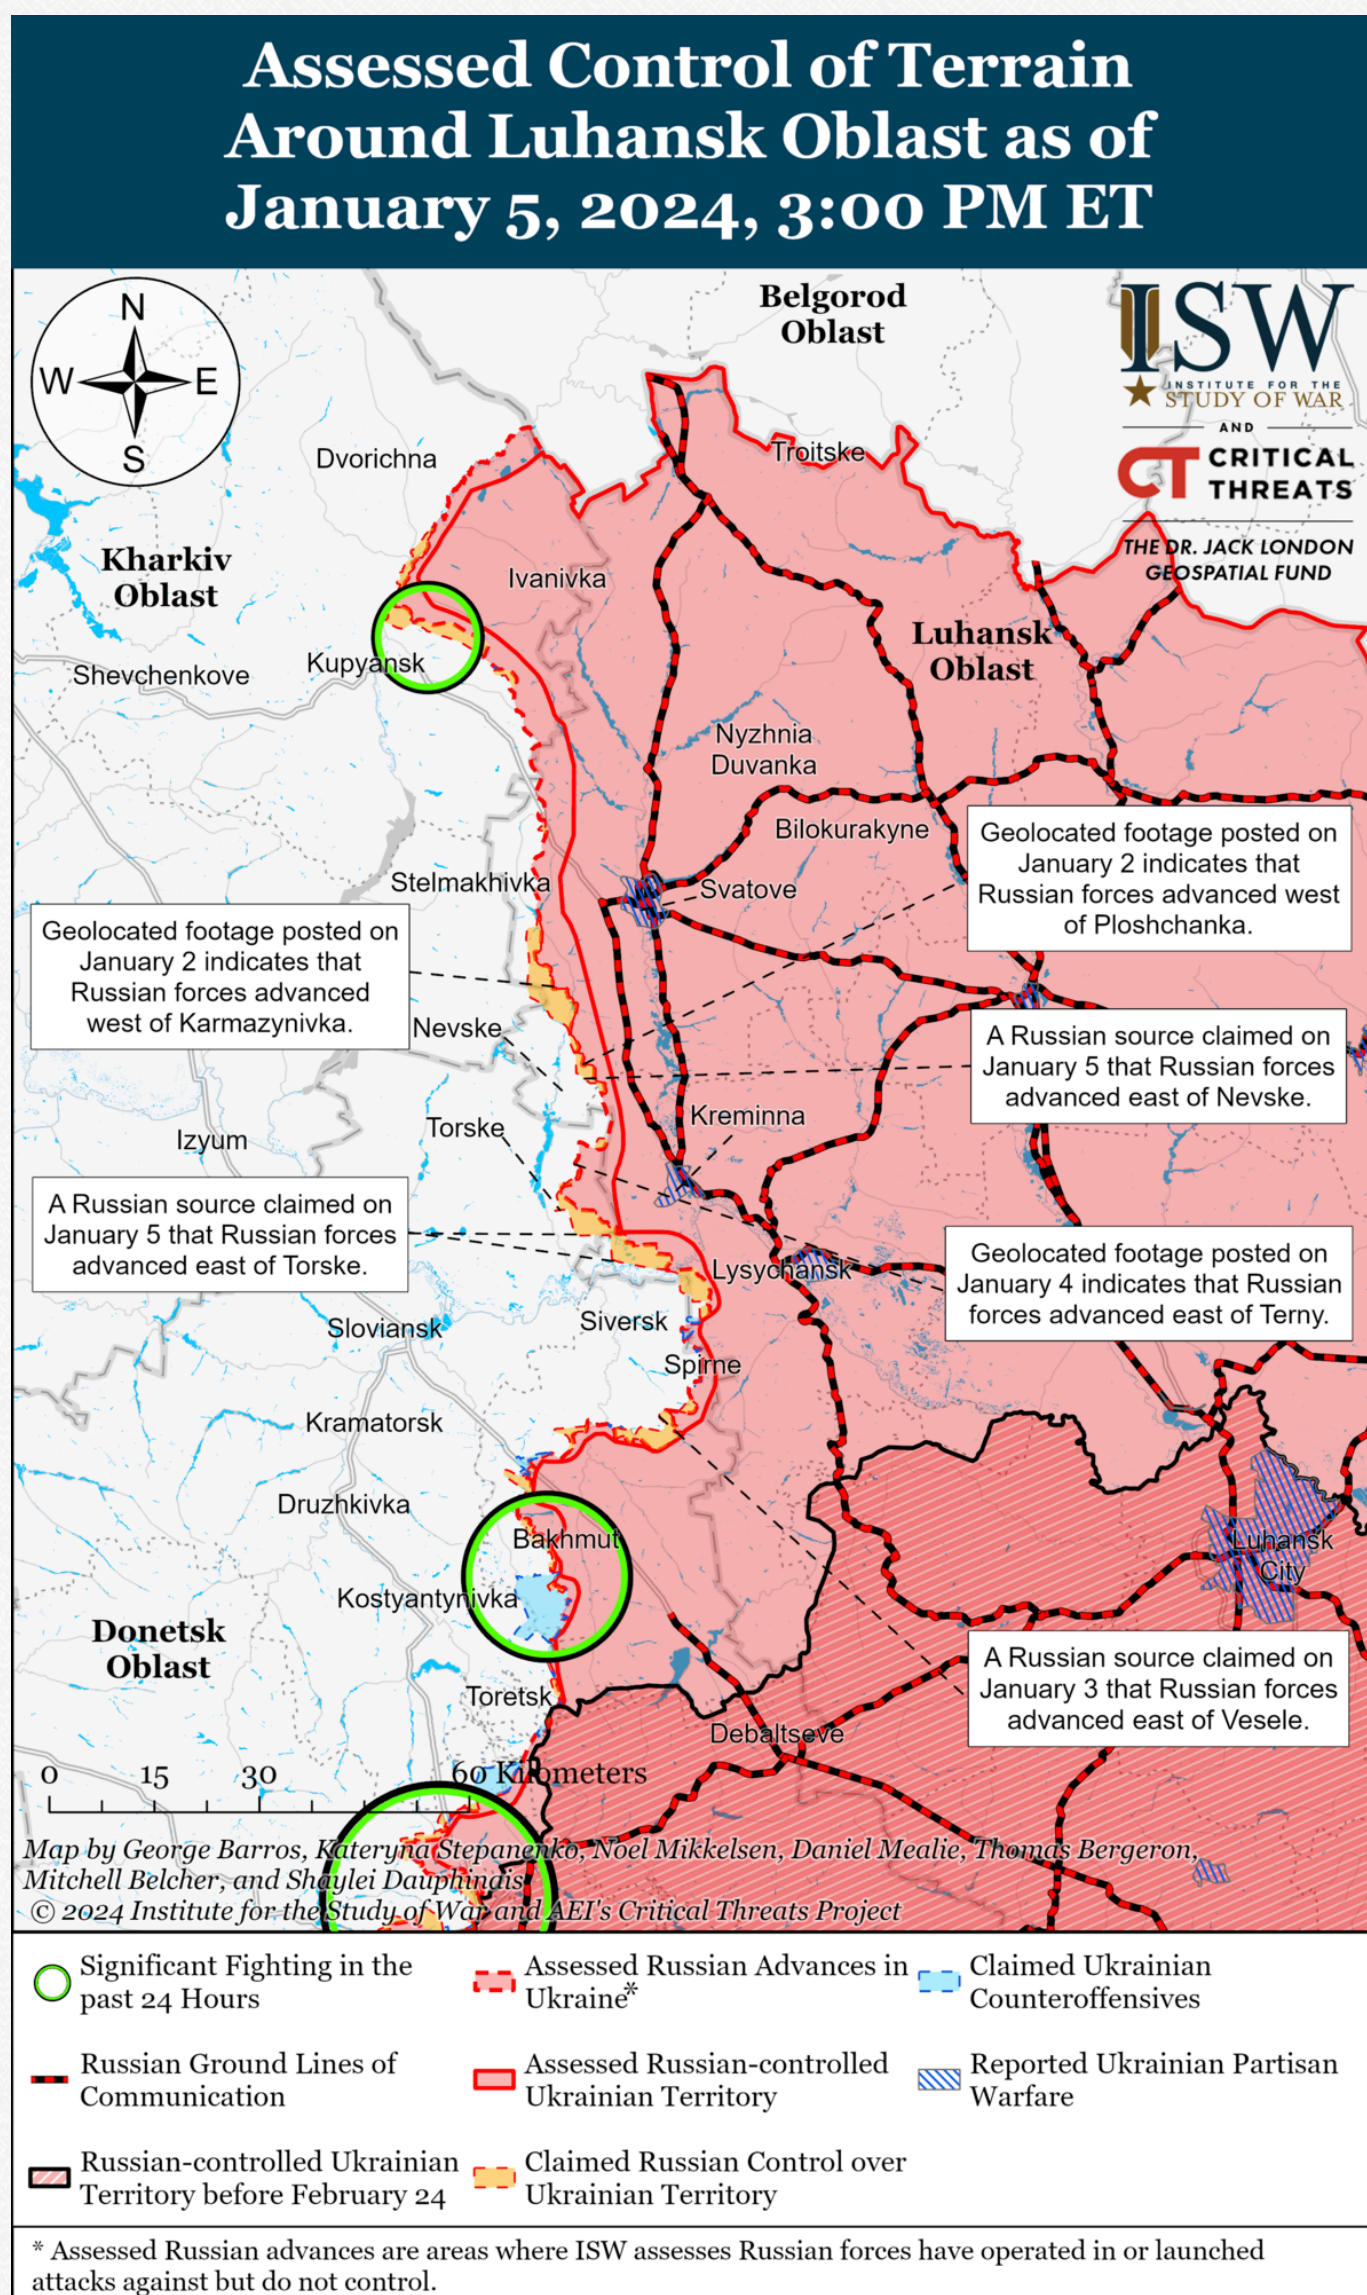 Assessed Control of Terrain
Around Luhansk Oblast as of
January 5, 2024, 3:00 PM ET
N
W
E
S
Belgorod
Oblast
ISW
INSTITUTE FOR THE
STUDY OF WAR
AND
CT CRITICAL
THREATS
THE DR. JACK LONDON
GEOSPATIAL FUND
Dvorichna
Troitske
Kharkiv
Oblast
Ivanivka
Luhansk
Oblast
Shevchenkove
Kupyansk
Nyzhnia
Duvanka
Bilokurakyne
Geolocated footage posted on
January 2 indicates that
Russian forces advanced west
of Ploshchanka.
Stelmakhivka
Svatove
Geolocated footage posted on
January 2 indicates that
Russian forces advanced
west of Karmazynivka.
Nevske
A Russian source claimed on
January 5 that Russian forces
advanced east of Nevske.
Kreminna
Torske
Izyum
A Russian source claimed on
January 5 that Russian forces
advanced east of Torske.
Lysychansk
Geolocated footage posted on
January 4 indicates that Russian
forces advanced east of Terny.
Siversk
Sloviansk
Spirne
Kramatorsk
Druzhkivka
Bakhmut
Luhansk
City
Kostyantynivka
Donetsk
Oblast
A Russian source claimed on
January 3 that Russian forces
advanced east of Vesele.
Toretsk
Debaltseve
0 15 30 60 Kilometers
Map by George Barros, Kateryna Stepanenko, Noel Mikkelsen, Daniel Mealie, Thomas Bergeron,
Mitchell Belcher, and Shaylei Dauphinais
© 2024 Institute for the Study of War and AEI's Critical Threats Project
Significant Fighting in the
past 24 Hours
Assessed Russian Advances in
Ukraine*
Claimed Ukrainian
Counteroffensives
Russian Ground Lines of
Communication
Assessed Russian-controlled
Ukrainian Territory
Reported Ukrainian Partisan
Warfare
Russian-controlled Ukrainian
Territory before February 24
Claimed Russian Control over
Ukrainian Territory
* Assessed Russian advances are areas where ISW assesses Russian forces have operated in or launched
attacks against but do not control.